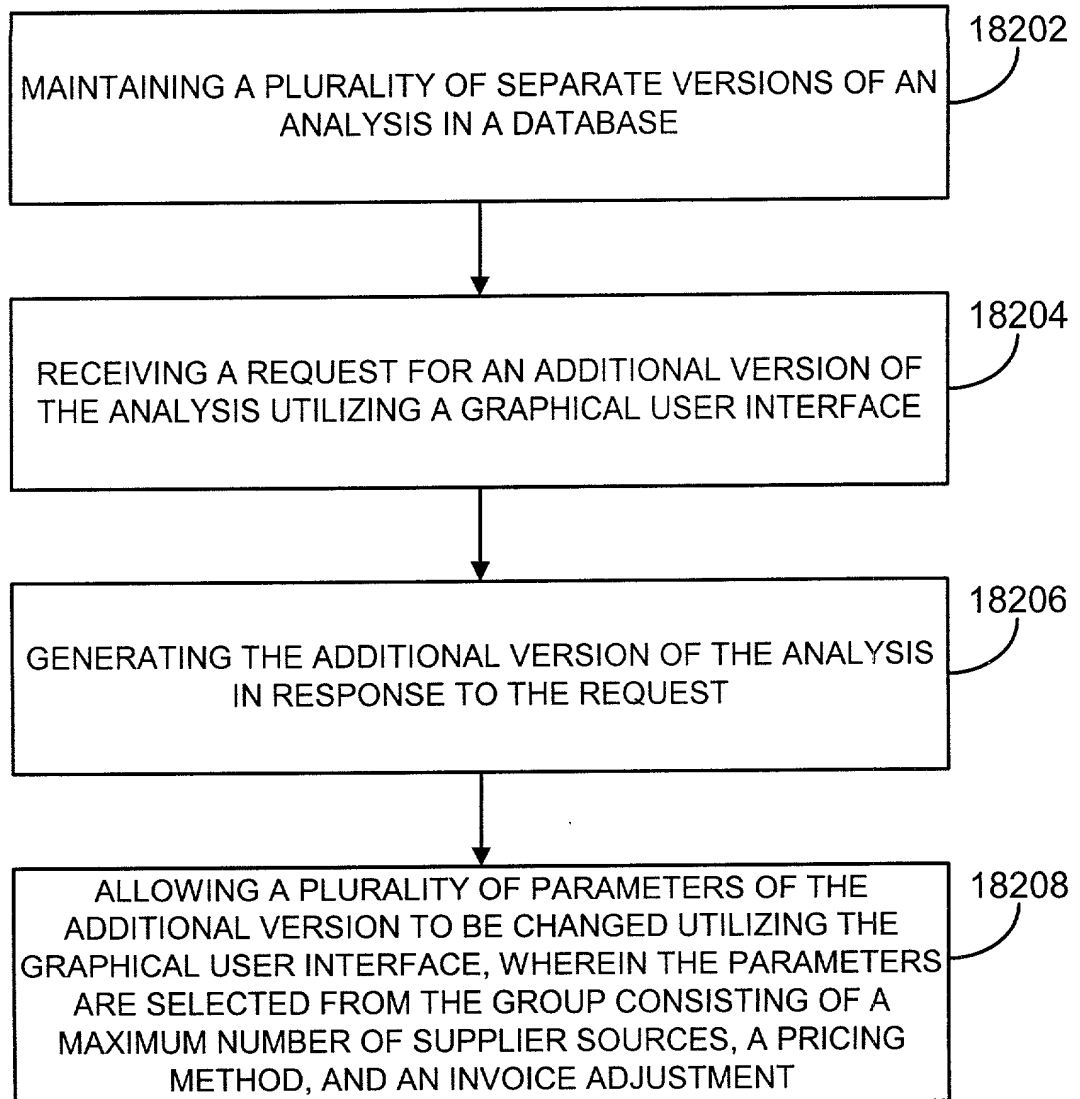 18202
MAINTAINING A PLURALITY OF SEPARATE VERSIONS OF AN
ANALYSIS IN A DATABASE
18204
RECEIVING A REQUEST FOR AN ADDITIONAL VERSION OF
THE ANALYSIS UTILIZING A GRAPHICAL USER INTERFACE
18206
GENERATING THE ADDITIONAL VERSION OF THE ANALYSIS
IN RESPONSE TO THE REQUEST
18208
ALLOWING A PLURALITY OF PARAMETERS OF THE
ADDITIONAL VERSION TO BE CHANGED UTILIZING THE
GRAPHICAL USER INTERFACE, WHEREIN THE PARAMETERS
ARE SELECTED FROM THE GROUP CONSISTING OF A
MAXIMUM NUMBER OF SUPPLIER SOURCES, A PRICING
METHOD, AND AN INVOICE ADJUSTMENT